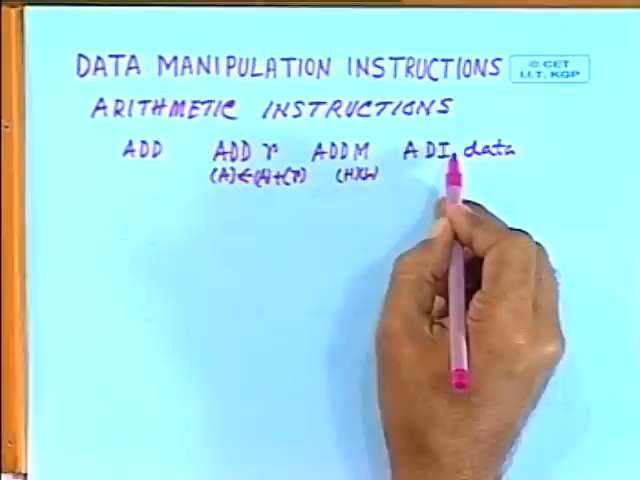 DATA MANIPULATION INSTRUCTIONS
© CET
I.I.T. KGP
ARITHMETIC INSTRUCTIONS
ADD ADD r ADD M ADI data
(A)←(A)+(r) (H)(L)